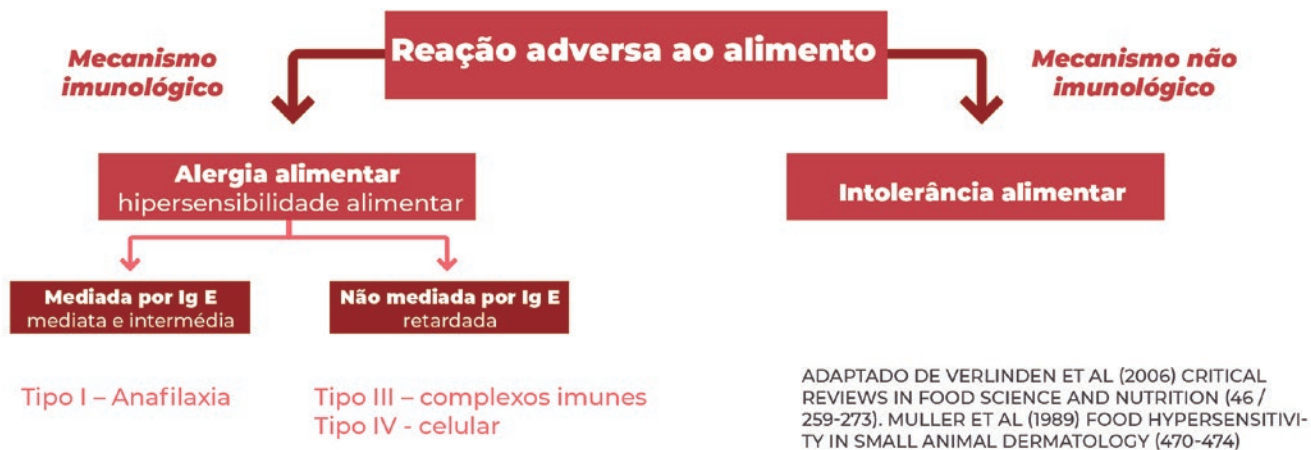 Reação adversa ao alimento
Mecanismo
imunológico
Mecanismo não
imunológico
Alergia alimentar
hipersensibilidade alimentar
Intolerância alimentar
Mediada por Ig E
mediata e intermédia
Não mediada por Ig E
retardada
Tipo I – Anafilaxia
Tipo III – complexos imunes
Tipo IV - celular
ADAPTADO DE VERLINDEN ET AL (2006) CRITICAL
REVIEWS IN FOOD SCIENCE AND NUTRITION (46 /
259-273). MULLER ET AL (1989) FOOD HYPERSENSITIVI-
TY IN SMALL ANIMAL DERMATOLOGY (470-474)